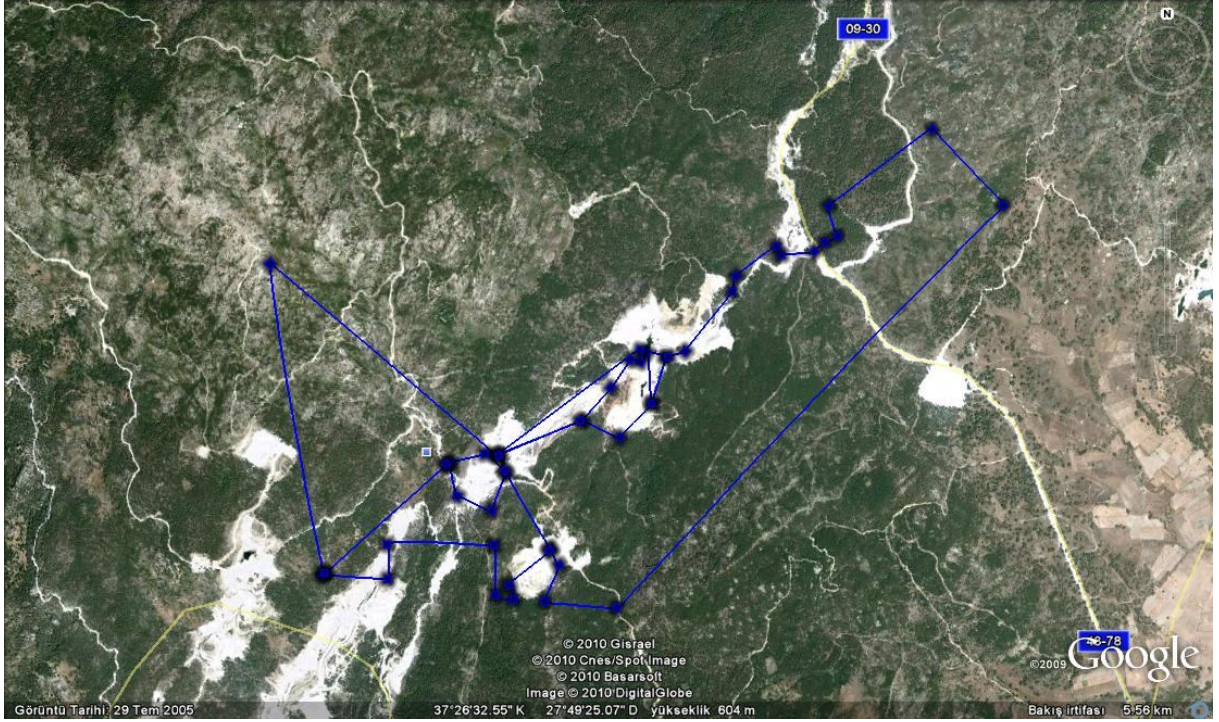 N
09-30
© 2010 Gisrael
© 2010 Cnes/Spot Image
© 2010 Basarsoft
Image © 2010 DigitalGlobe
48-78
©2009 Google
Görüntü Tarihi: 29 Tem 2005
37°26'32.55" K 27°49'25.07" D yükseklik 604 m
Bakış irtifası 5.56 km